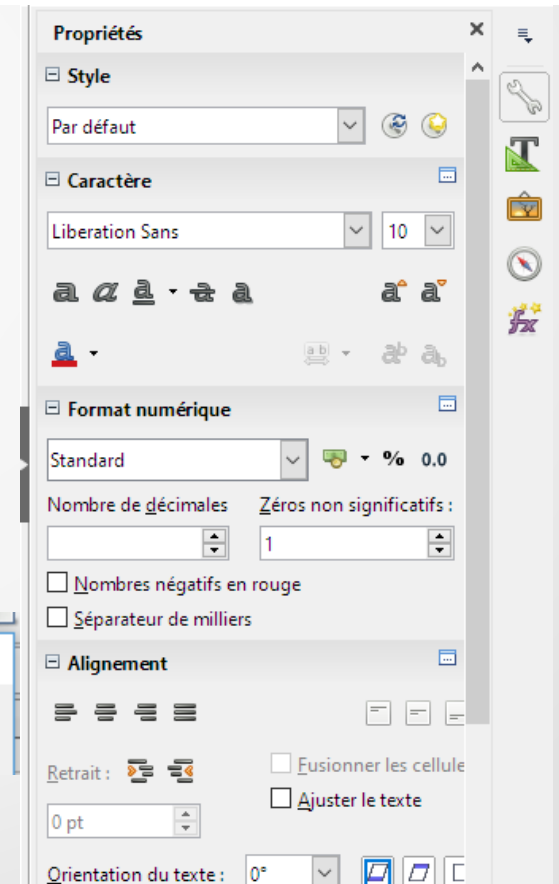 Propriétés
Style
Par défaut
Caractère
Liberation Sans 10
Format numérique
Standard % 0.0
Nombre de décimales Zéros non significatifs :
1
Nombres négatifs en rouge
Séparateur de milliers
Alignement
Retrait : Fusionner les cellule
Ajuster le texte
0 pt
Orientation du texte : 0°